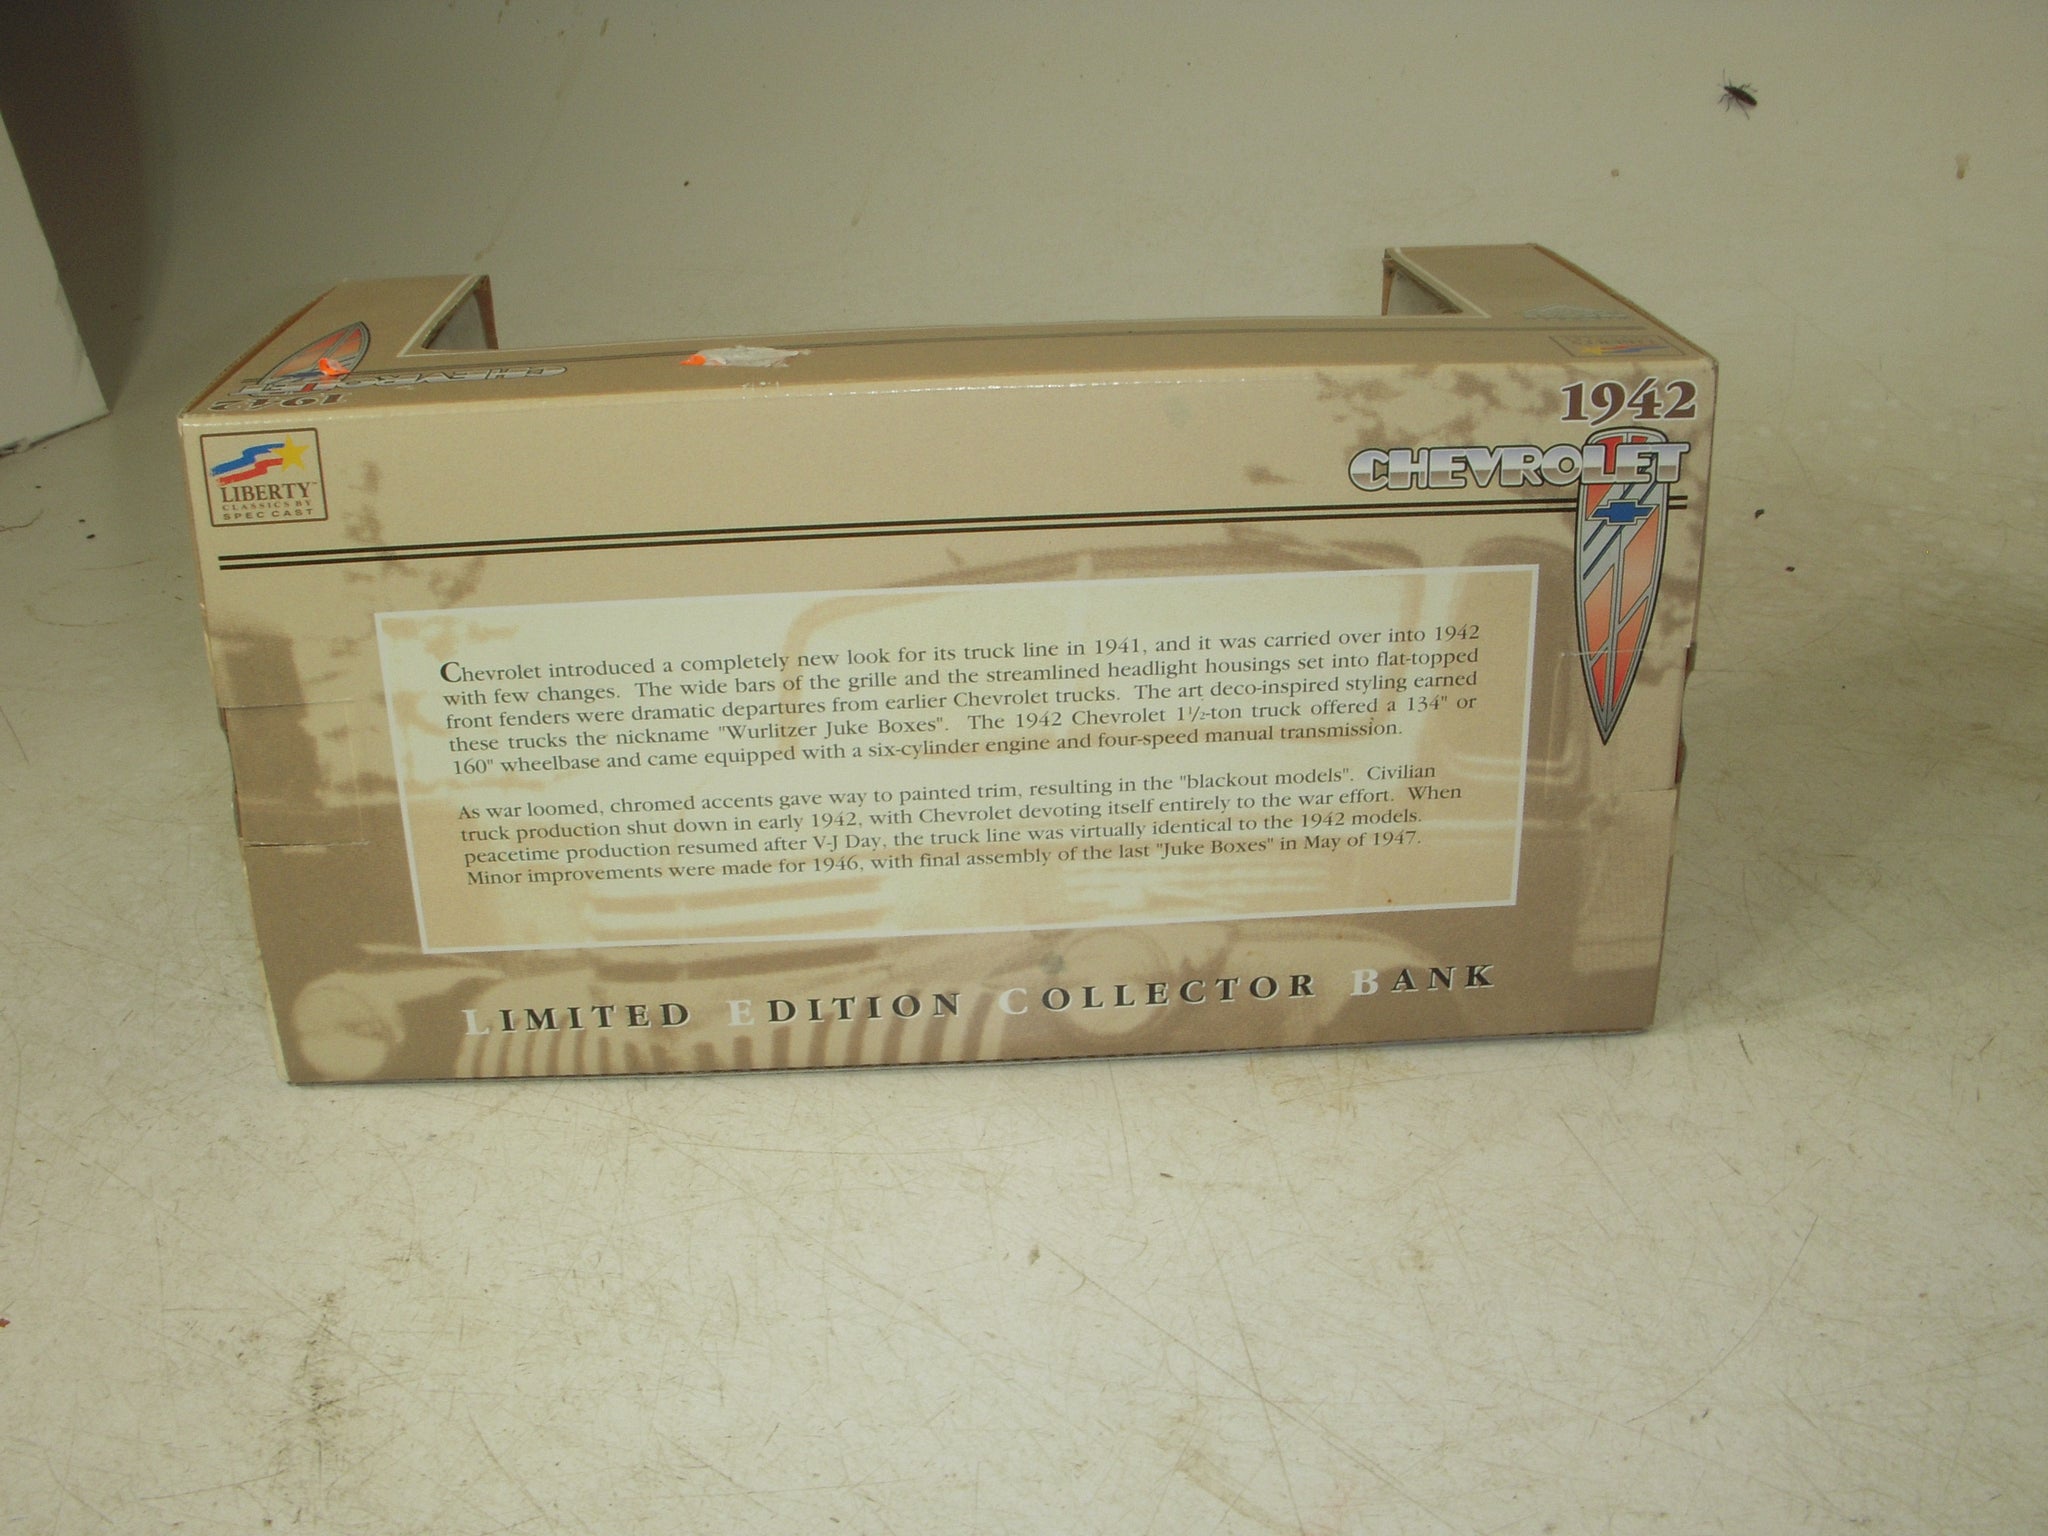 CHEVROLET
1942
LIBERTY™
CLASSICS BY
SPEC CAST
1942
CHEVROLET
Chevrolet introduced a completely new look for its truck line in 1941, and it was carried over into 1942
with few changes. The wide bars of the grille and the streamlined headlight housings set into flat-topped
front fenders were dramatic departures from earlier Chevrolet trucks. The art deco-inspired styling earned
these trucks the nickname "Wurlitzer Juke Boxes". The 1942 Chevrolet 1½-ton truck offered a 134" or
160" wheelbase and came equipped with a six-cylinder engine and four-speed manual transmission.
As war loomed, chromed accents gave way to painted trim, resulting in the "blackout models". Civilian
truck production shut down in early 1942, with Chevrolet devoting itself entirely to the war effort. When
peacetime production resumed after V-J Day, the truck line was virtually identical to the 1942 models.
Minor improvements were made for 1946, with final assembly of the last "Juke Boxes" in May of 1947.
LIMITED EDITION COLLECTOR BANK